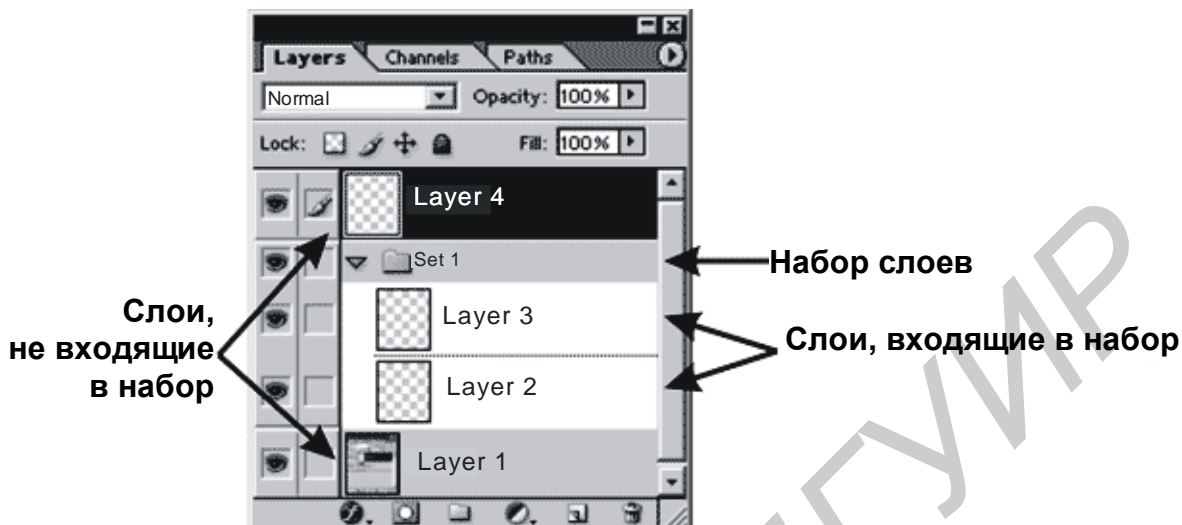 Layers Channels Paths
Normal Opacity: 100%
Lock: Fill: 100%
Layer 4
Set 1
Layer 3
Layer 2
Layer 1
Слои,
не входящие
в набор
Набор слоев
Слои, входящие в набор
ГУИР